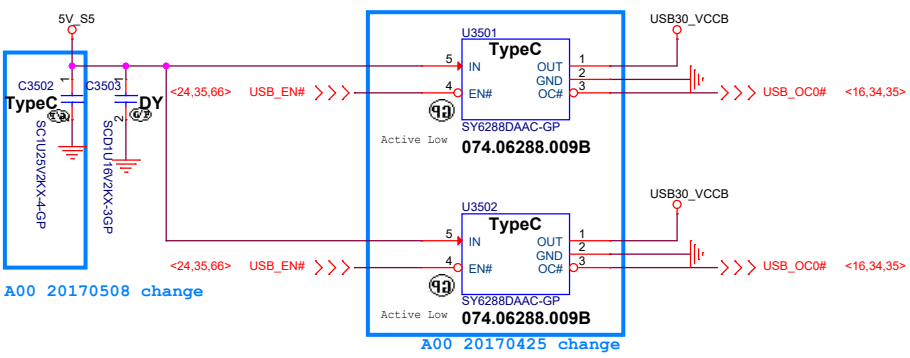 5V_S5
USB30_VCCB
U3501
TypeC
5
IN
OUT
1
GND
2
4
EN#
OC#
3
C3502
1
C3503
1
TypeC
DY
2
2
<24,35,66>
USB_EN#
USB_OC0#
<16,34,35>
GP
SY6288DAAC-GP
Active Low
074.06288.009B
SC1U25V2KX-4-GP
SCD1U16V2KX-3GP
USB30_VCCB
U3502
TypeC
5
IN
OUT
1
GND
2
4
EN#
OC#
3
<24,35,66>
USB_EN#
USB_OC0#
<16,34,35>
GP
SY6288DAAC-GP
Active Low
074.06288.009B
A00 20170508 change
A00 20170425 change